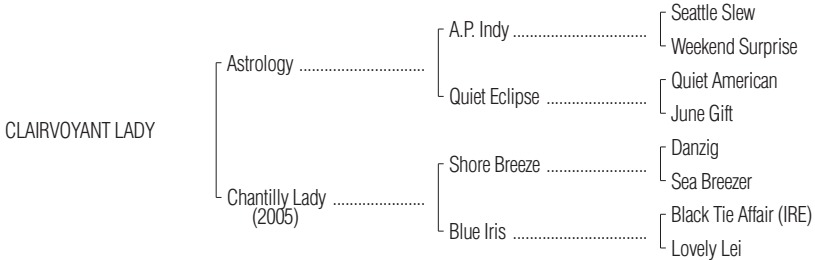 Seattle Slew
A.P. Indy ................................
Weekend Surprise
Astrology ..............................
Quiet American
Quiet Eclipse ........................
June Gift
CLAIRVOYANT LADY
Danzig
Shore Breeze ........................
Sea Breezer
Chantilly Lady ......................
(2005)
Black Tie Affair (IRE)
Blue Iris ................................
Lovely Lei